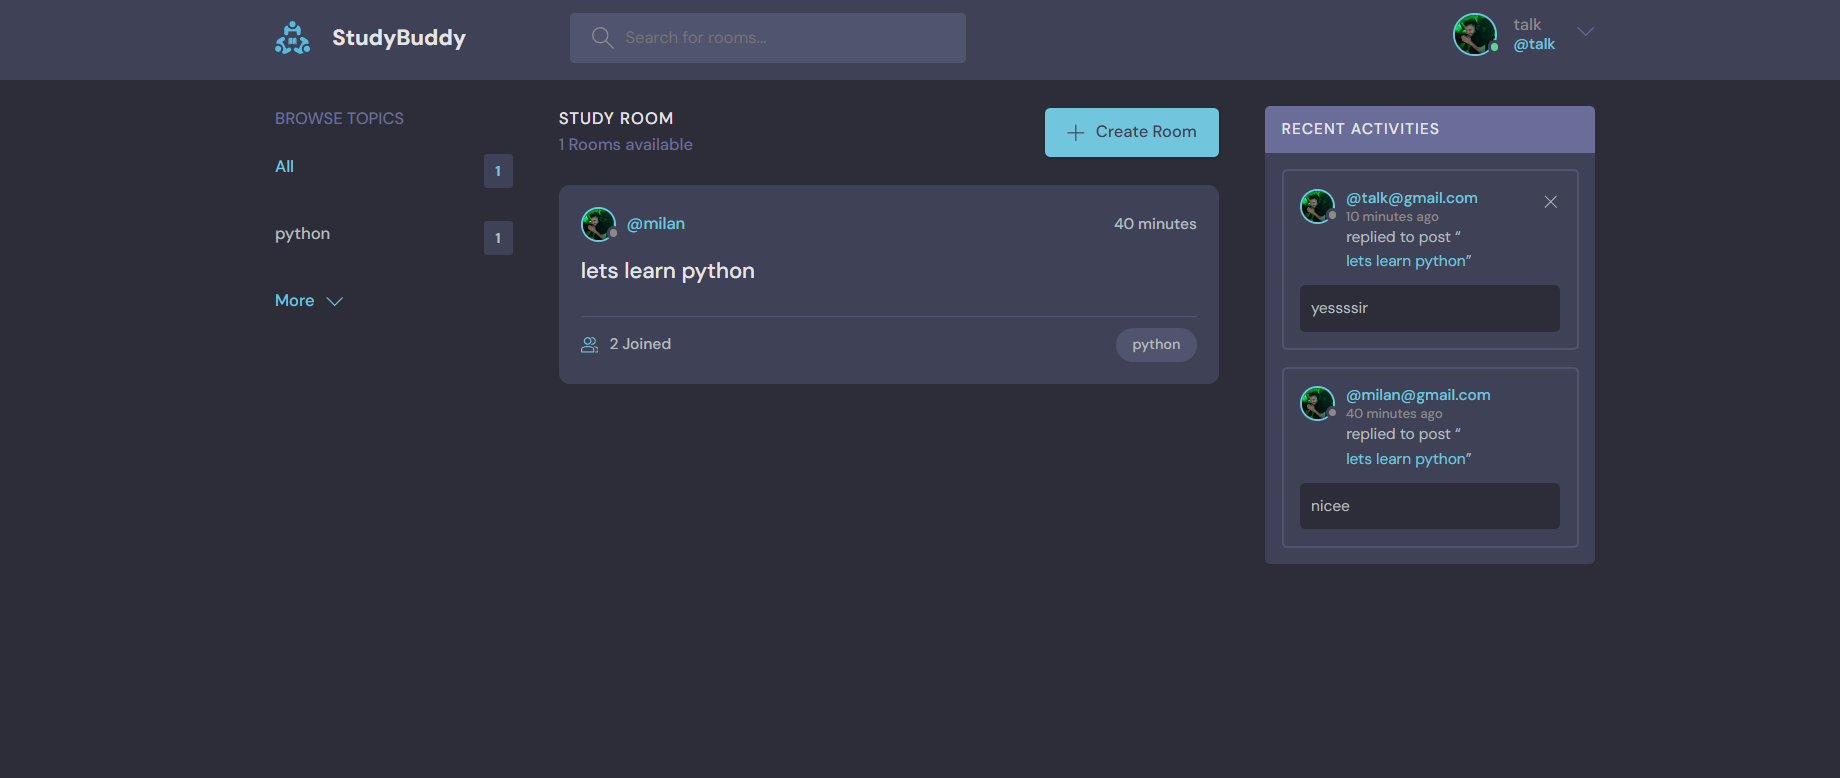 StudyBuddy
Search for rooms...
talk
@talk
BROWSE TOPICS
All
1
python
1
More
STUDY ROOM
1 Rooms available
Create Room
@milan
40 minutes
lets learn python
2 Joined
python
RECENT ACTIVITIES
@talk@gmail.com
10 minutes ago
replied to post “
lets learn python”
yessssir
@milan@gmail.com
40 minutes ago
replied to post “
lets learn python”
nicee